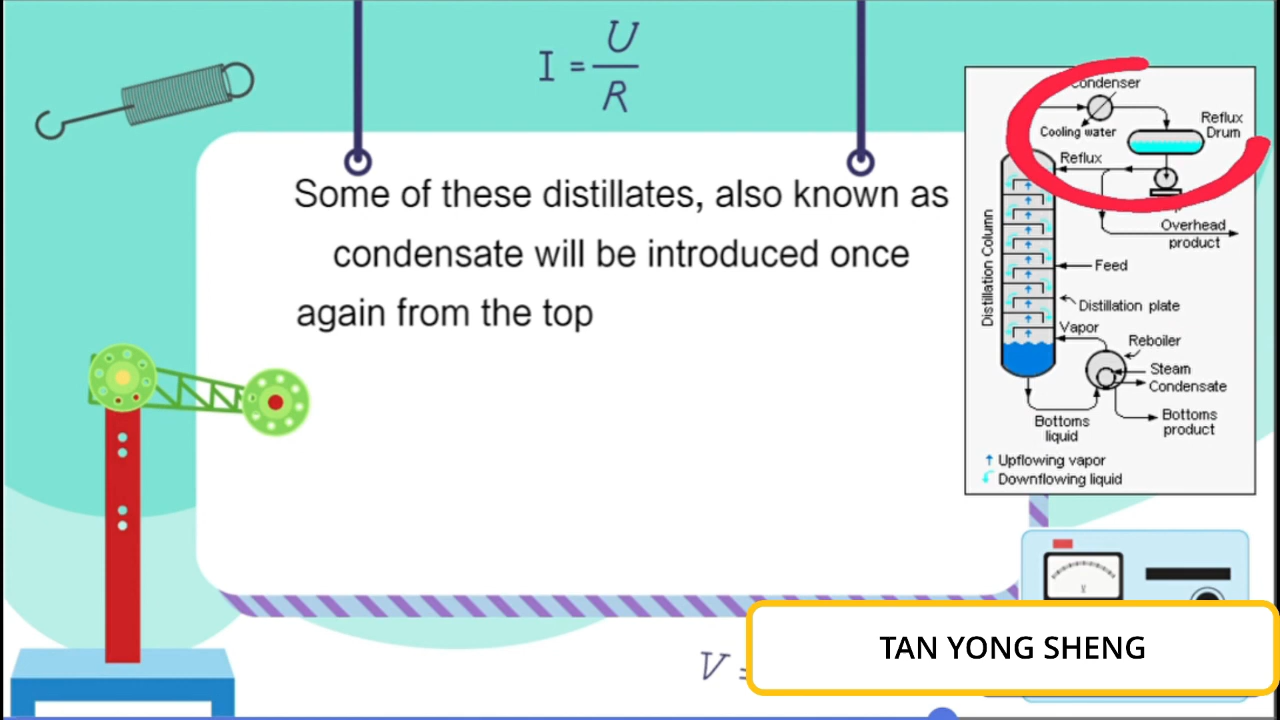 I = U
R
Some of these distillates, also known as
condensate will be introduced once
again from the top
Condenser
Cooling water
Reflux
Drum
Reflux
Overhead
product
Feed
Distillation Column
Distillation plate
Vapor
Reboiler
Steam
Condensate
Bottoms
product
Bottoms
liquid
Upflowing vapor
Downflowing liquid
V
V =
TAN YONG SHENG